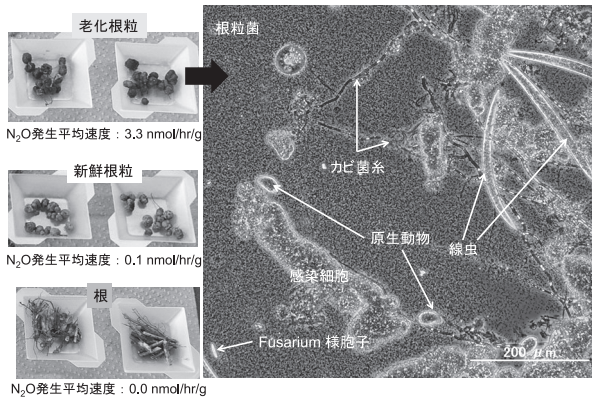 老化根粒
N₂O発生平均速度：3.3 nmol/hr/g
新鮮根粒
N₂O発生平均速度：0.1 nmol/hr/g
根
N₂O発生平均速度：0.0 nmol/hr/g
根粒菌
カビ菌糸
原生動物
線虫
感染細胞
Fusarium 様胞子
200 μm